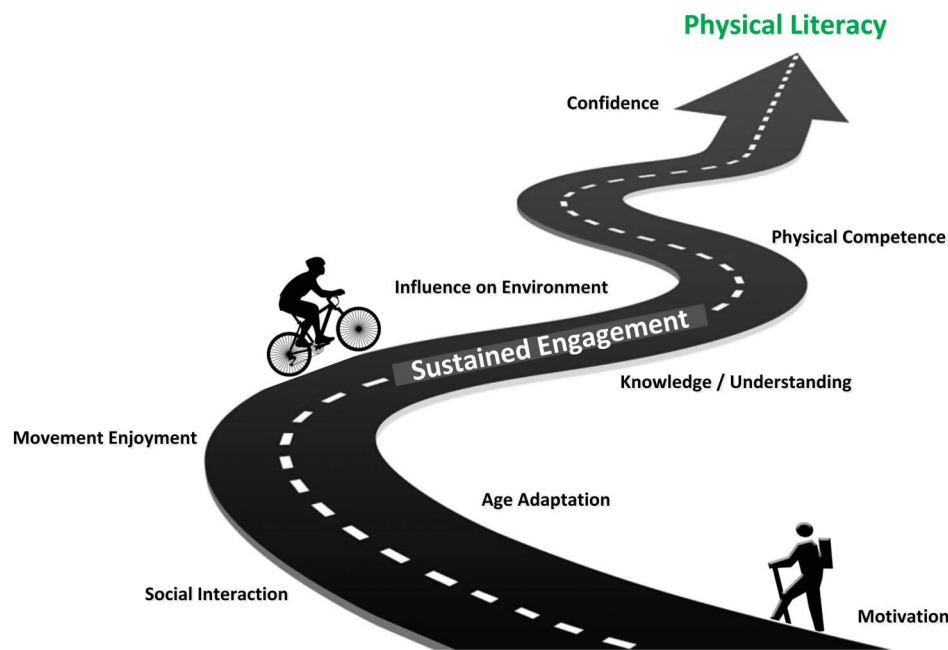 Physical Literacy
Confidence
Physical Competence
Influence on Environment
Sustained Engagement
Knowledge / Understanding
Movement Enjoyment
Age Adaptation
Social Interaction
Motivation